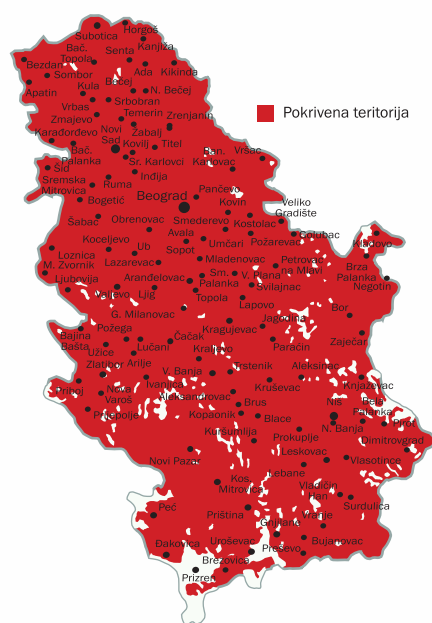 Horgoš
Subotica
Kanjiža
Bač.
Topola
Senta
Bezdan
Ada
Kikinda
Sombor
Bečej
Kula
N. Bečej
Apatin
Srbobran
Vrbas
Temerin
Zrenjanin
Zmajevo
Novi
Sad
Žabalj
Karađorđevo
Kovilj
Titel
Bač.
Palanka
Ban.
Karlovac
Vršac
Sr. Karlovci
Šid
Inđija
Sremska
Mitrovica
Ruma
Pančevo
Beograd
Bogetić
Kovin
Veliko
Gradište
Šabac
Obrenovac
Smederevo
Kostolac
Avala
Golubac
Koceljevo
Umčari
Požarevac
Kladovo
Ub
Sopot
Loznica
Lazarevac
Mladenovac
Petrovac
na Mlavi
Brza
Palanka
M. Zvornik
Aranđelovac
Sm.
Palanka
V. Plana
Negotin
Ljubovija
Svilajnac
Valjevo
Ljig
Topola
Lapovo
Bor
G. Milanovac
Jagodina
Bajina
Bašta
Požega
Kragujevac
Čačak
Paraćin
Zaječar
Lučani
Užice
Kraljevo
Zlatibor
Arilje
Trstenik
Aleksinac
V. Banja
Priboj
Nova
Varoš
Ivanjica
Kruševac
Knjaževac
Aleksandrovac
Brus
Niš
Bela
Palanka
Prijepolje
Kopaonik
Blace
N. Banja
Pirot
Kuršumlija
Prokuplje
Dimitrovgrad
Leskovac
Novi Pazar
Lebane
Vlasotince
Kos.
Mitrovica
Vladičin
Han
Surdulica
Peć
Priština
Vranje
Gnjilane
Đakovica
Uroševac
Preševo
Bujanovac
Brezovica
Prizren
Pokrivena teritorija